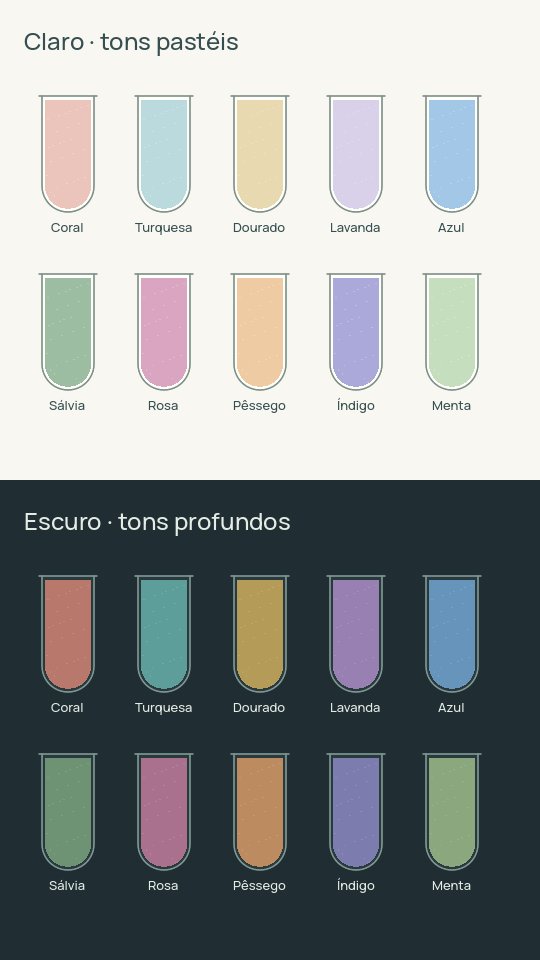 Claro · tons pastéis
Coral Turquesa Dourado Lavanda Azul
Sálvia Rosa Pêssego Índigo Menta
Escuro · tons profundos
Coral Turquesa Dourado Lavanda Azul
Sálvia Rosa Pêssego Índigo Menta